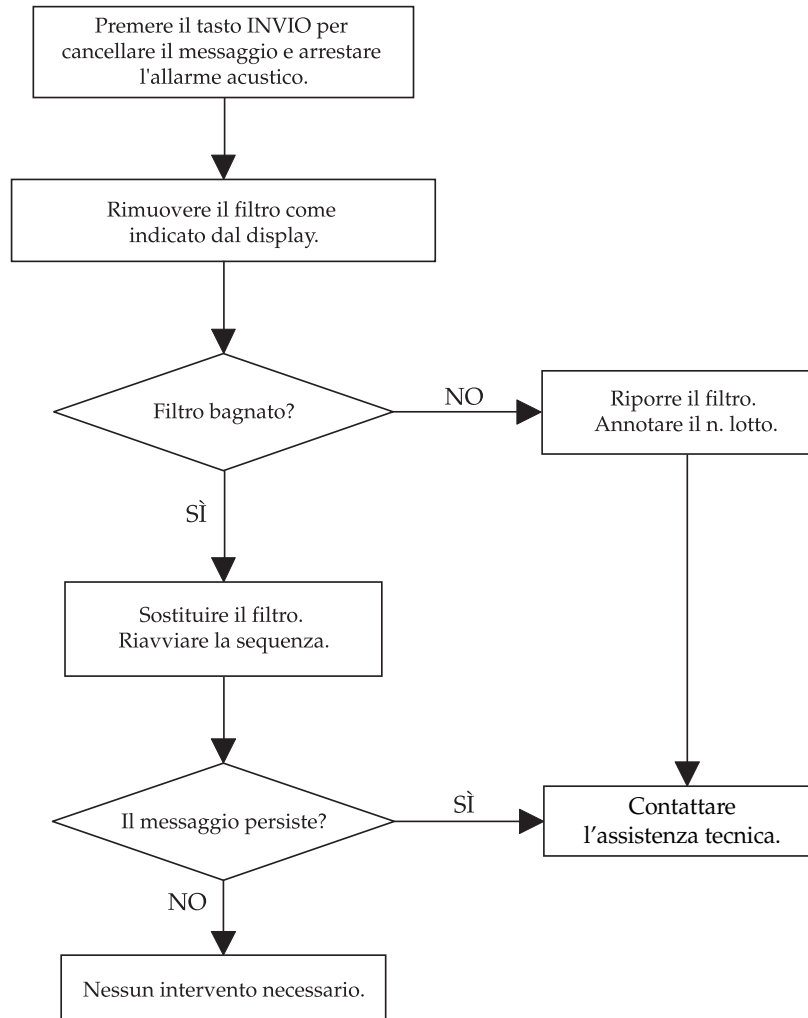 Premere il tasto INVIO per
cancellare il messaggio e arrestare
l'allarme acustico.
Rimuovere il filtro come
indicato dal display.
Filtro bagnato?
NO
Riporre il filtro.
Annotare il n. lotto.
SÌ
Sostituire il filtro.
Riavviare la sequenza.
Il messaggio persiste?
SÌ
Contattare
l’assistenza tecnica.
NO
Nessun intervento necessario.